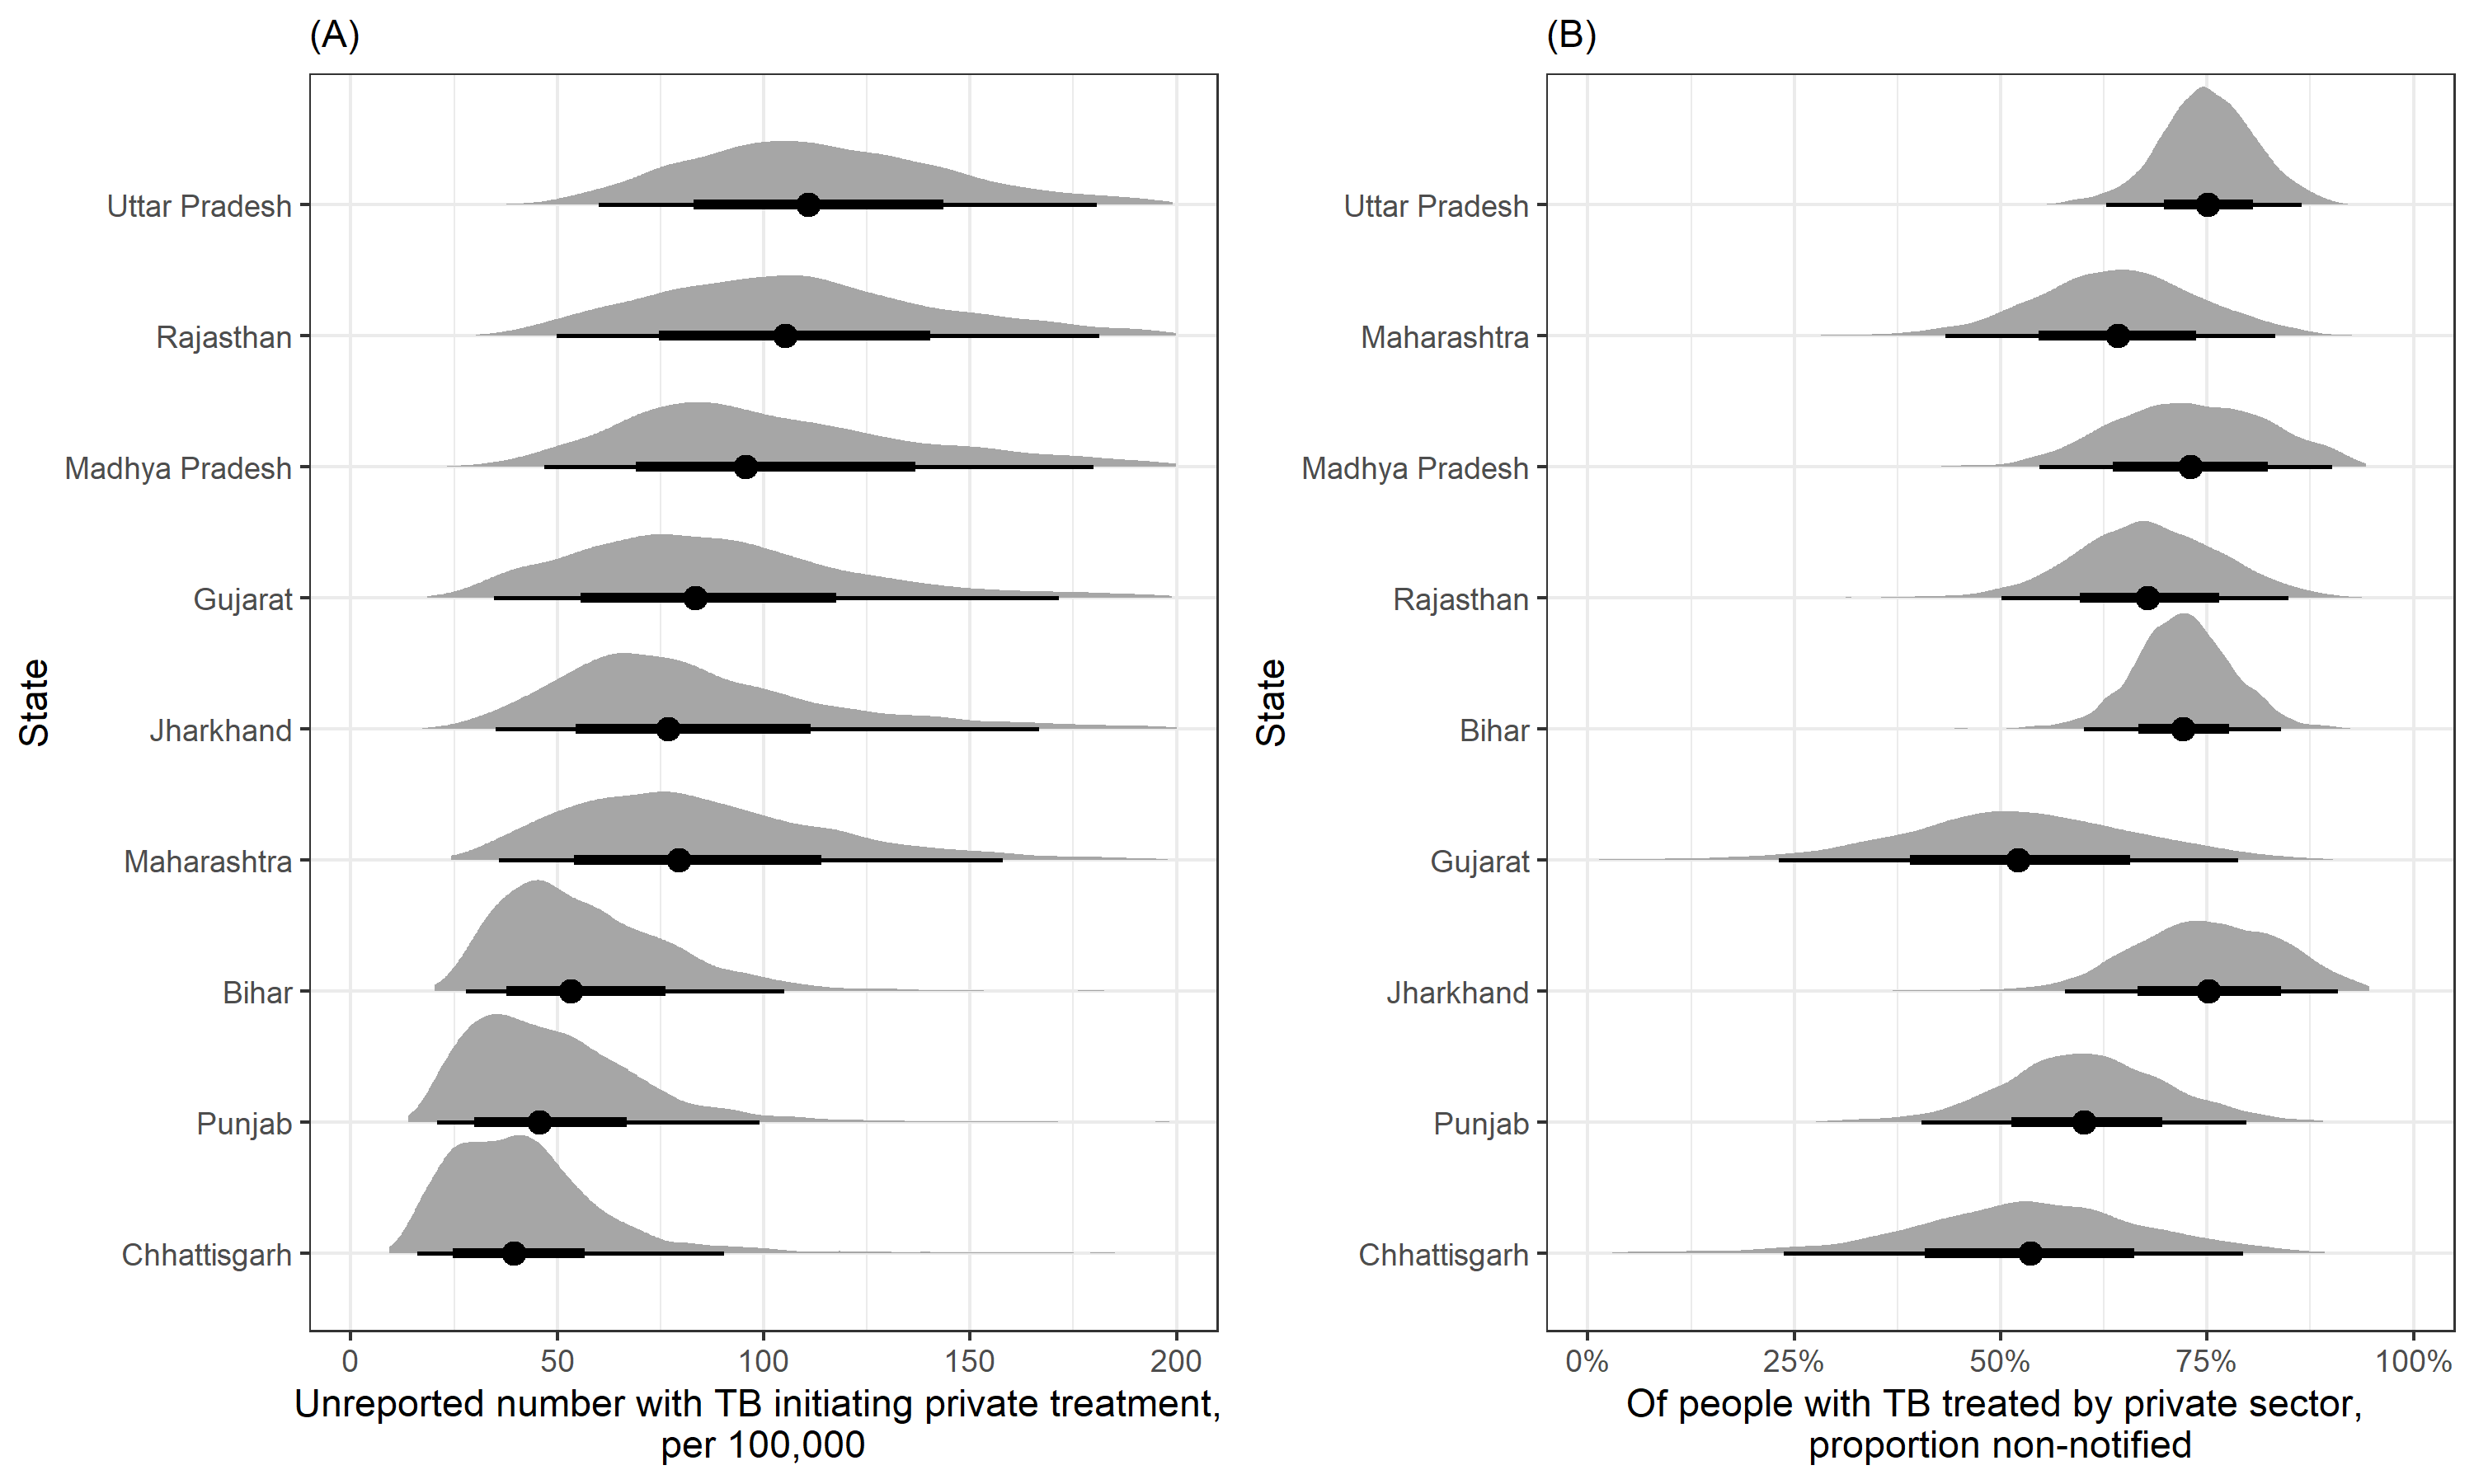 (A)
State
Uttar Pradesh
Rajasthan
Madhya Pradesh
Gujarat
Jharkhand
Maharashtra
Bihar
Punjab
Chhattisgarh
0 50 100 150 200
Unreported number with TB initiating private treatment,
per 100,000
(B)
State
Uttar Pradesh
Maharashtra
Madhya Pradesh
Rajasthan
Bihar
Gujarat
Jharkhand
Punjab
Chhattisgarh
0% 25% 50% 75% 100%
Of people with TB treated by private sector,
proportion non-notified